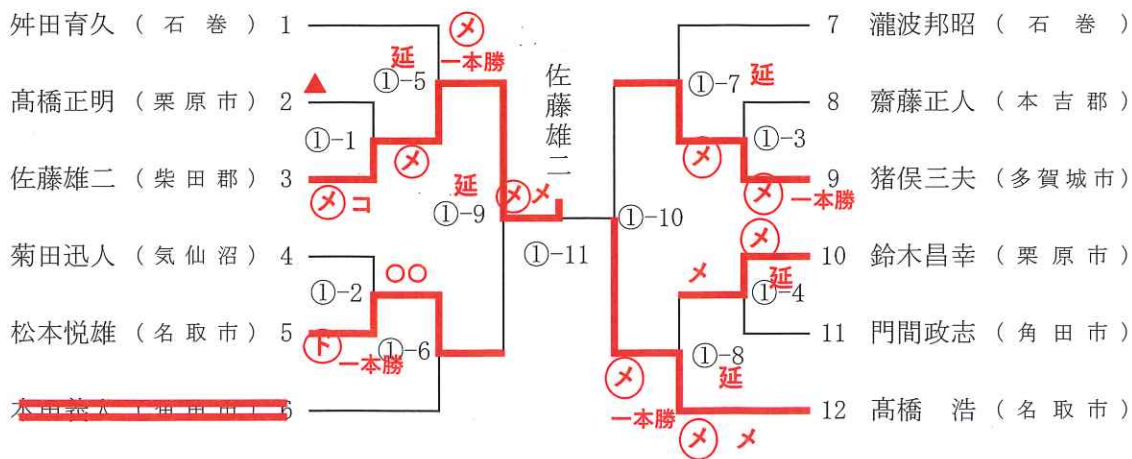 舛田育久（石巻）1
㋱
延
一本勝
①-5
▲
髙橋正明（栗原市）2
①-1
㋱
佐藤雄二（柴田郡）3
㋱コ
延
①-9
㋱メ
佐藤雄二
①-11
菊田迅人（気仙沼）4
○○
①-2
松本悦雄（名取市）5
①-6
一本勝
6
7 瀧波邦昭（石巻）
①-7
延
8 齋藤正人（本吉郡）
①-3
㋱
9 猪俣三夫（多賀城市）
㋱一本勝
①-10
㋱
10 鈴木昌幸（栗原市）
メ
延
①-4
11 門間政志（角田市）
①-8
㋱
延
一本勝
12 髙橋 浩（名取市）
㋱メ